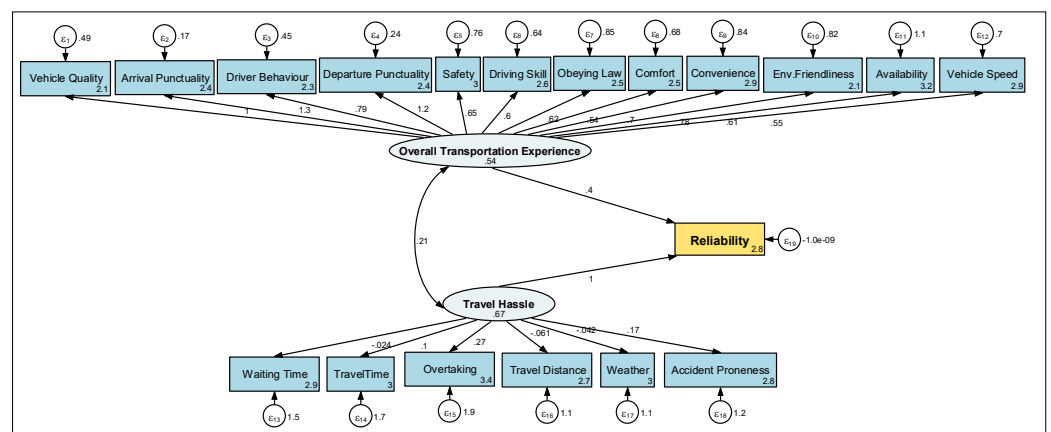 ε1 .49 ε2 .17 ε3 .45 ε4 .24 ε5 .76 ε6 .64 ε7 .85 ε8 .68 ε9 .84 ε10 .82 ε11 1.1 ε12 .7
Vehicle Quality 2.1
Arrival Punctuality 2.4
Driver Behaviour 2.3
Departure Punctuality 2.4
Safety 3
Driving Skill 2.6
Obeying Law 2.5
Comfort 2.5
Convenience 2.9
Env.Friendliness 2.1
Availability 3.2
Vehicle Speed 2.9
1 1.3 .79 1.2 .65 .6 .62 .54 .7 .78 .61 .55
Overall Transportation Experience
.54
.4
.21
Reliability 2.8
ε19 -1.0e-09
1
Travel Hassle
.67
-.024 .1 .27 -.061 -.042 .17
Waiting Time 2.9
TravelTime 3
Overtaking 3.4
Travel Distance 2.7
Weather 3
Accident Proneness 2.8
ε13 1.5 ε14 1.7 ε15 1.9 ε16 1.1 ε17 1.1 ε18 1.2